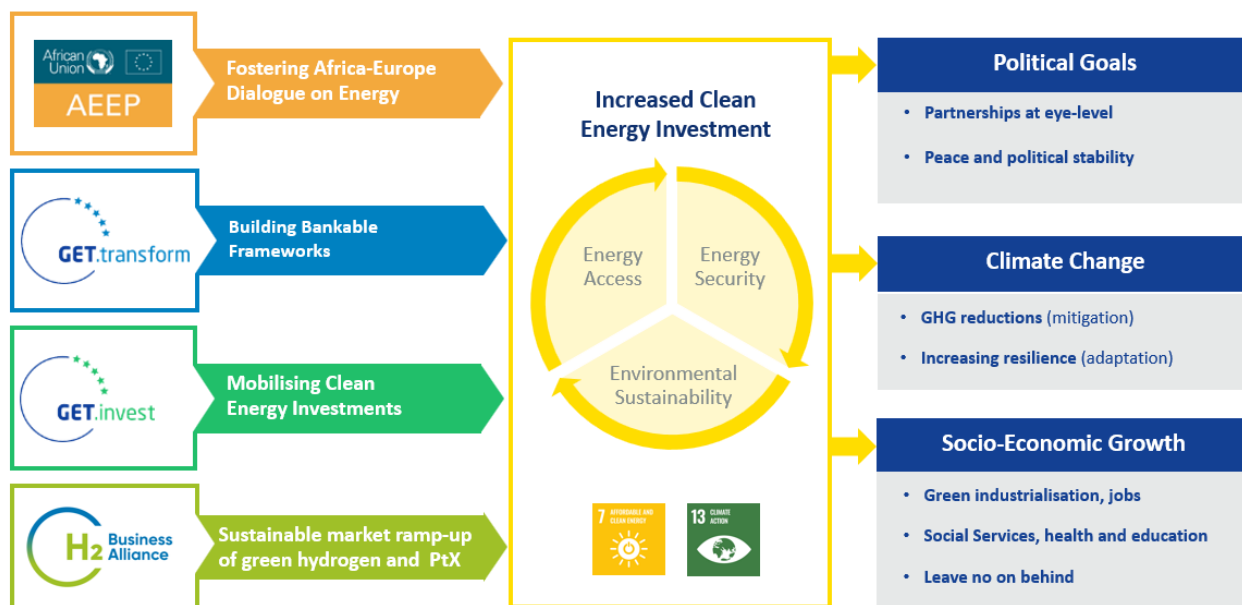 African
Union
AEEP
Fostering Africa-Europe
Dialogue on Energy
GET.transform
Building Bankable
Frameworks
GET.invest
Mobilising Clean
Energy Investments
H2 Business
Alliance
Sustainable market ramp-up
of green hydrogen and PtX
Increased Clean
Energy Investment
Energy
Access
Energy
Security
Environmental
Sustainability
7 AFFORDABLE AND
CLEAN ENERGY
13 CLIMATE
ACTION
Political Goals
• Partnerships at eye-level
• Peace and political stability
Climate Change
• GHG reductions (mitigation)
• Increasing resilience (adaptation)
Socio-Economic Growth
• Green industrialisation, jobs
• Social Services, health and education
• Leave no on behind